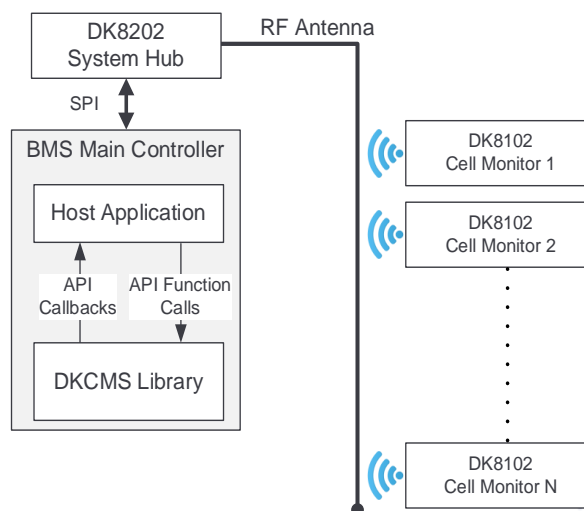 DK8202
System Hub
RF Antenna
SPI
BMS Main Controller
Host Application
API
Callbacks
API Function
Calls
DKCMS Library
DK8102
Cell Monitor 1
DK8102
Cell Monitor 2
DK8102
Cell Monitor N